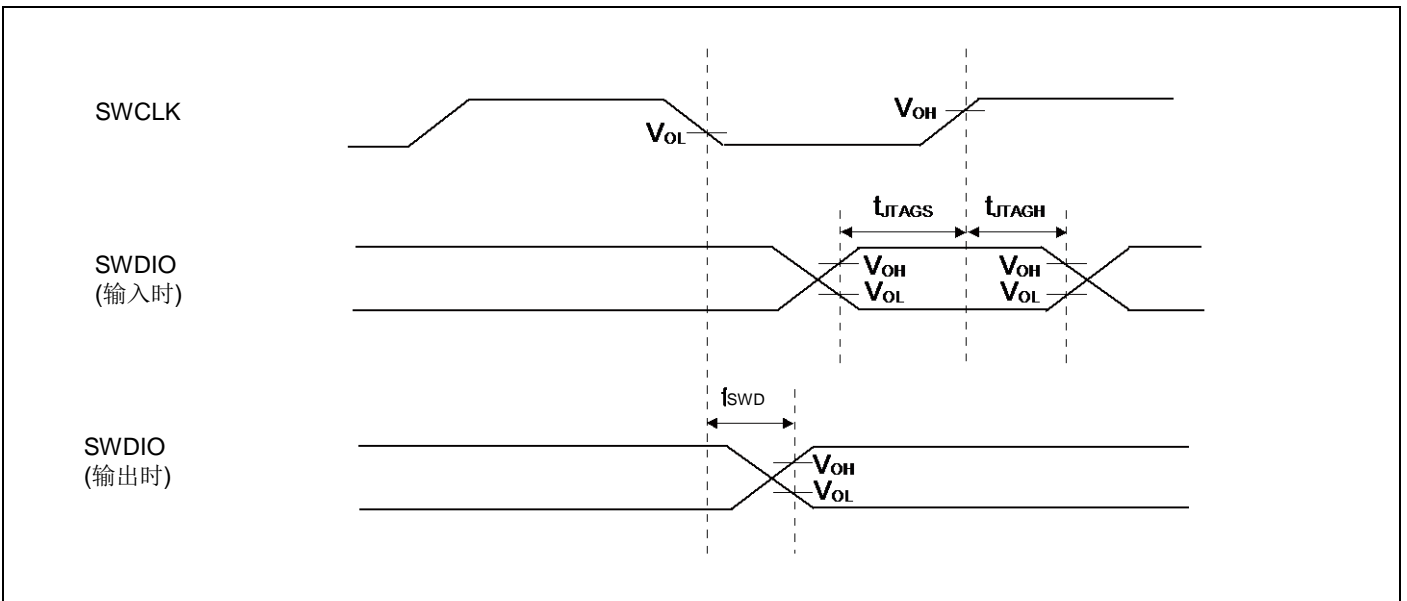 SWCLK
VOL
VOH
tJTAGS
tJTAGH
SWDIO
(输入时)
VOH
VOL
VOH
VOL
tSWD
SWDIO
(输出时)
VOH
VOL